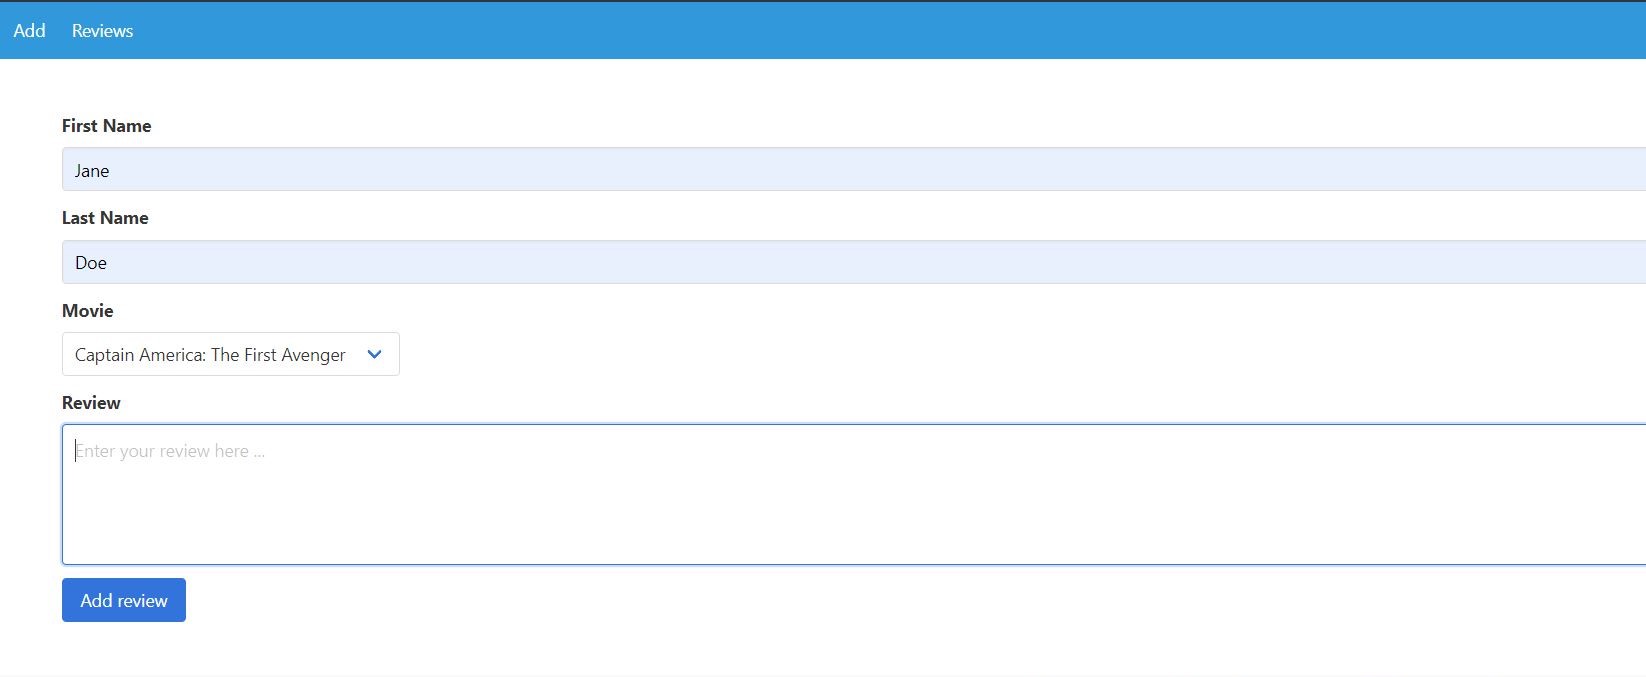 Add Reviews
First Name
Jane
Last Name
Doe
Movie
Captain America: The First Avenger
Review
Enter your review here ...
Add review